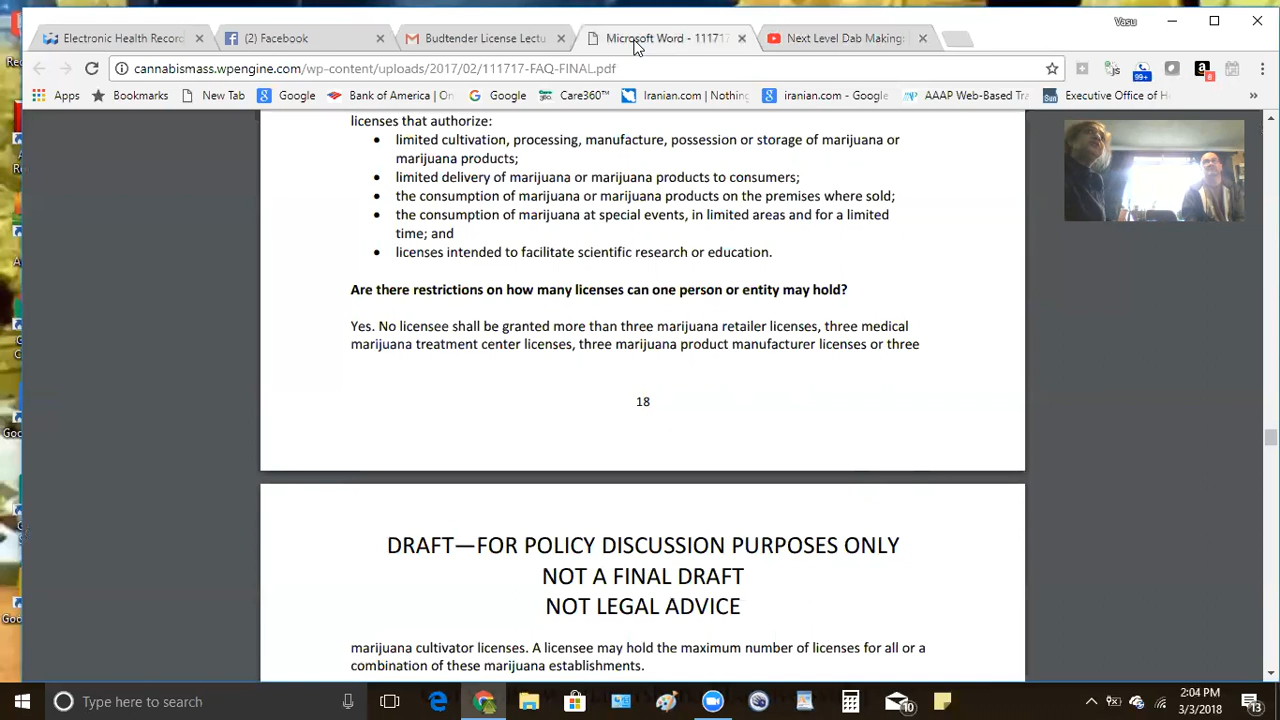 Vasu
Electronic Health Record
(2) Facebook
Budtender License Lectu
Microsoft Word - 111717
Next Level Dab Making:
cannabismass.wpengine.com/wp-content/uploads/2017/02/111717-FAQ-FINAL.pdf
99+
8
Apps
Bookmarks
New Tab
Google
Bank of America | On
Google
Care360™
Iranian.com | Nothing
iranian.com - Google
AAAP Web-Based Tra
Executive Office of He
licenses that authorize:
• limited cultivation, processing, manufacture, possession or storage of marijuana or
marijuana products;
• limited delivery of marijuana or marijuana products to consumers;
• the consumption of marijuana or marijuana products on the premises where sold;
• the consumption of marijuana at special events, in limited areas and for a limited
time; and
• licenses intended to facilitate scientific research or education.
Are there restrictions on how many licenses can one person or entity may hold?
Yes. No licensee shall be granted more than three marijuana retailer licenses, three medical
marijuana treatment center licenses, three marijuana product manufacturer licenses or three
18
DRAFT—FOR POLICY DISCUSSION PURPOSES ONLY
NOT A FINAL DRAFT
NOT LEGAL ADVICE
marijuana cultivator licenses. A licensee may hold the maximum number of licenses for all or a
combination of these marijuana establishments.
Type here to search
10
2:04 PM
3/3/2018
13